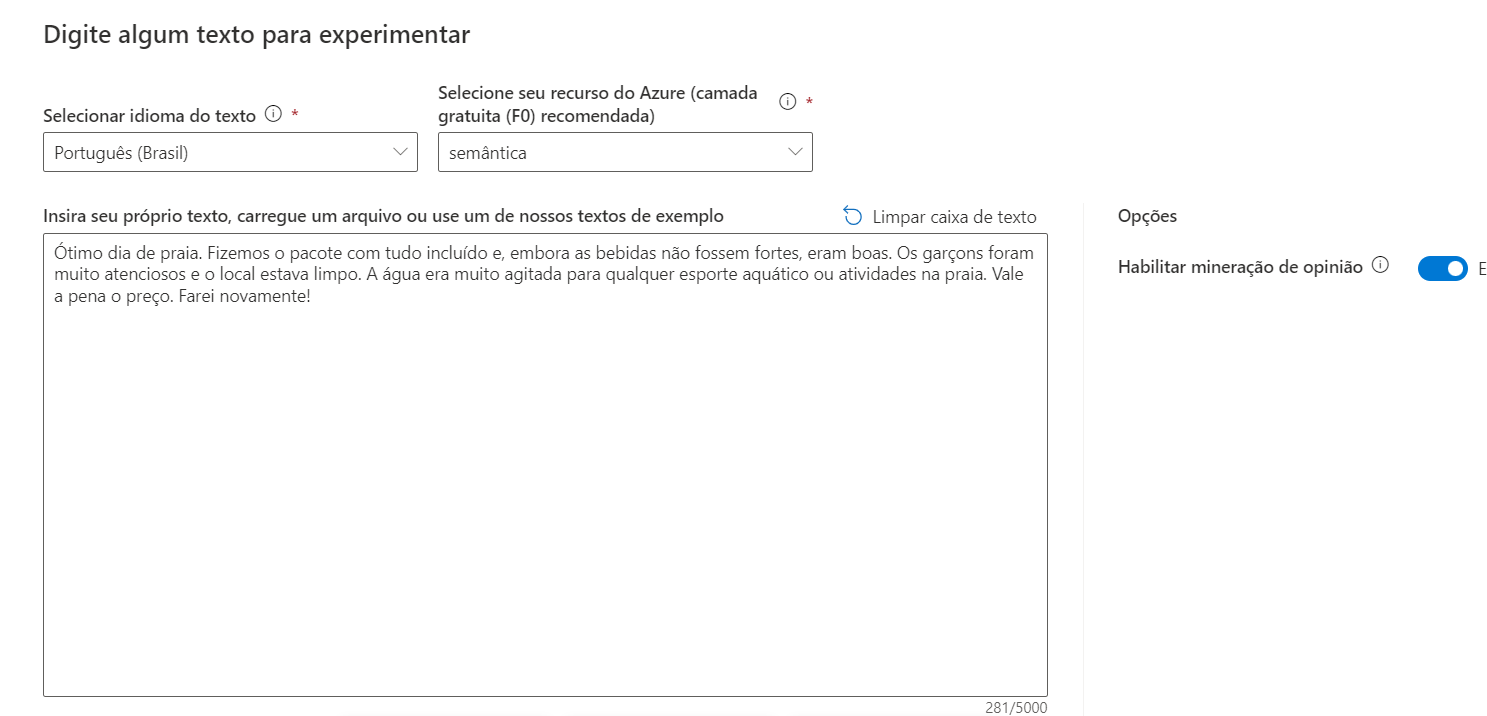 Digite algum texto para experimentar
Selecionar idioma do texto *
Selecione seu recurso do Azure (camada
gratuita (F0) recomendada) *
Português (Brasil)
semântica
Insira seu próprio texto, carregue um arquivo ou use um de nossos textos de exemplo
Limpar caixa de texto
Ótimo dia de praia. Fizemos o pacote com tudo incluído e, embora as bebidas não fossem fortes, eram boas. Os garçons foram
muito atenciosos e o local estava limpo. A água era muito agitada para qualquer esporte aquático ou atividades na praia. Vale
a pena o preço. Farei novamente!
281/5000
Opções
Habilitar mineração de opinião
E